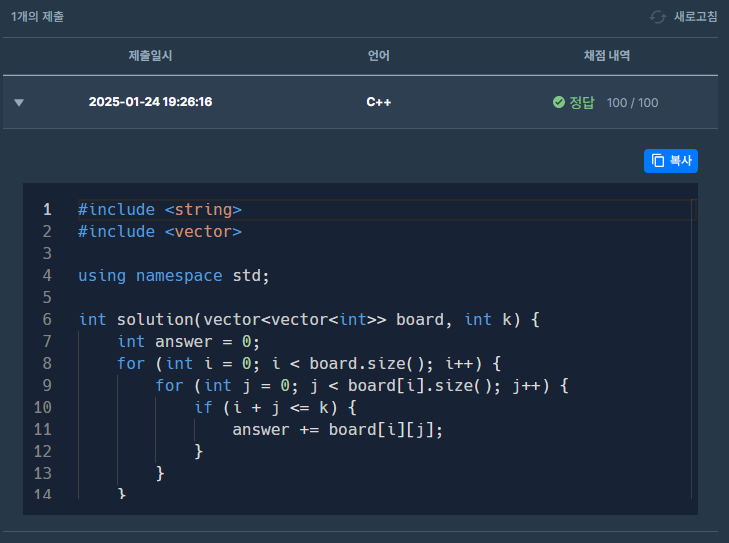 1개의 제출 새로고침
제출일시 언어 채점 내역
2025-01-24 19:26:16 C++ 정답 100 / 100
복사
1 #include <string>
2 #include <vector>
3
4 using namespace std;
5
6 int solution(vector<vector<int>> board, int k) {
7     int answer = 0;
8     for (int i = 0; i < board.size(); i++) {
9         for (int j = 0; j < board[i].size(); j++) {
10             if (i + j <= k) {
11                 answer += board[i][j];
12             }
13         }
14     }